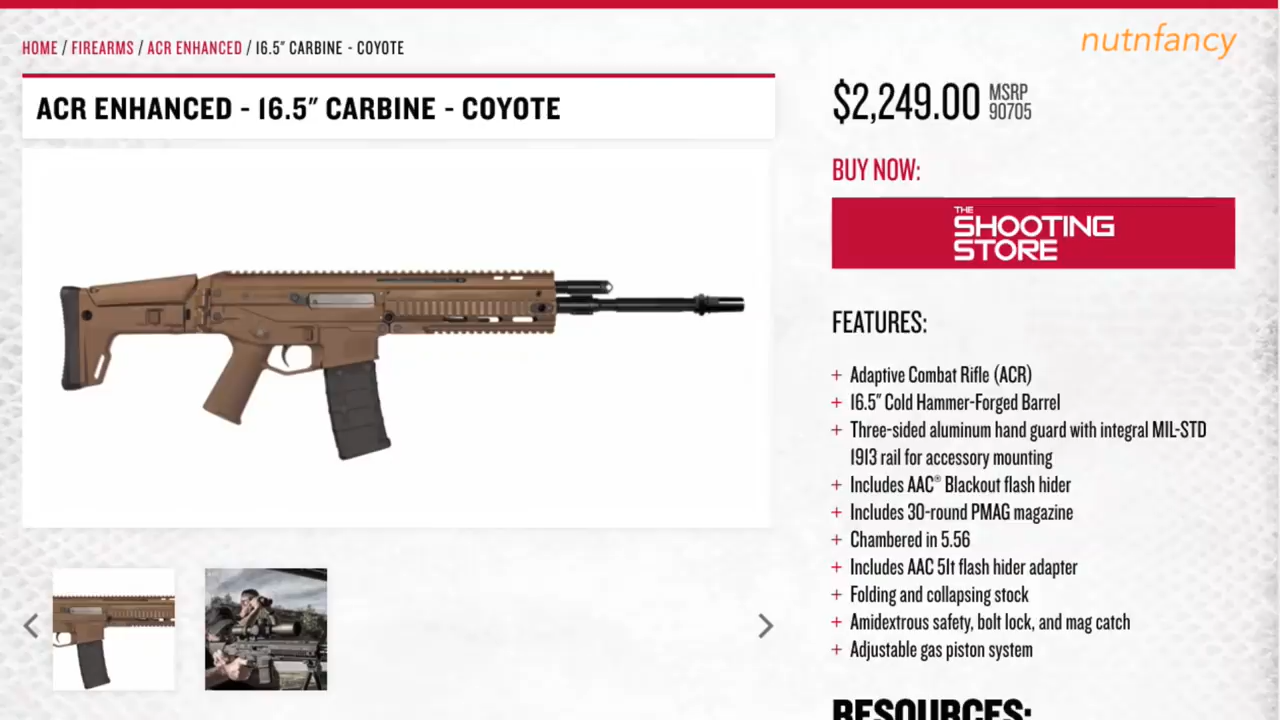 HOME / FIREARMS / ACR ENHANCED / 16.5" CARBINE - COYOTE
nutnfancy
ACR ENHANCED - 16.5" CARBINE - COYOTE
$2,249.00 MSRP
90705
BUY NOW:
THE
SHOOTING
STORE
FEATURES:
+ Adaptive Combat Rifle (ACR)
+ 16.5" Cold Hammer-Forged Barrel
+ Three-sided aluminum hand guard with integral MIL-STD
1913 rail for accessory mounting
+ Includes AAC® Blackout flash hider
+ Includes 30-round PMAG magazine
+ Chambered in 5.56
+ Includes AAC 51t flash hider adapter
+ Folding and collapsing stock
+ Amidextrous safety, bolt lock, and mag catch
+ Adjustable gas piston system
RESOURCES: